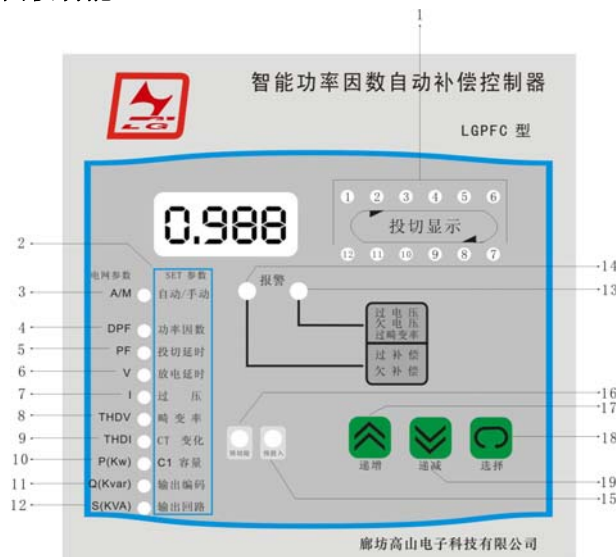 1
智能功率因数自动补偿控制器
LG
LGPFC 型
① ② ③ ④ ⑤ ⑥
0.988
投切显示
⑫ ⑪ ⑩ ⑨ ⑧ ⑦
2
电网参数 SET 参数
报警
14
13
3 A/M 自动/手动
过电压
欠电压
过畸变率
过补偿
欠补偿
4 DPF 功率因数
5 PF 投切延时
6 V 放电延时
7 I 过 压
8 THDV 畸变率
9 THDI CT 变化
10 P(Kw) C1 容量
11 Q(Kvar) 输出编码
12 S(KVA) 输出回路
16
17
18
递增 递减 选择
19
15
廊坊高山电子科技有限公司